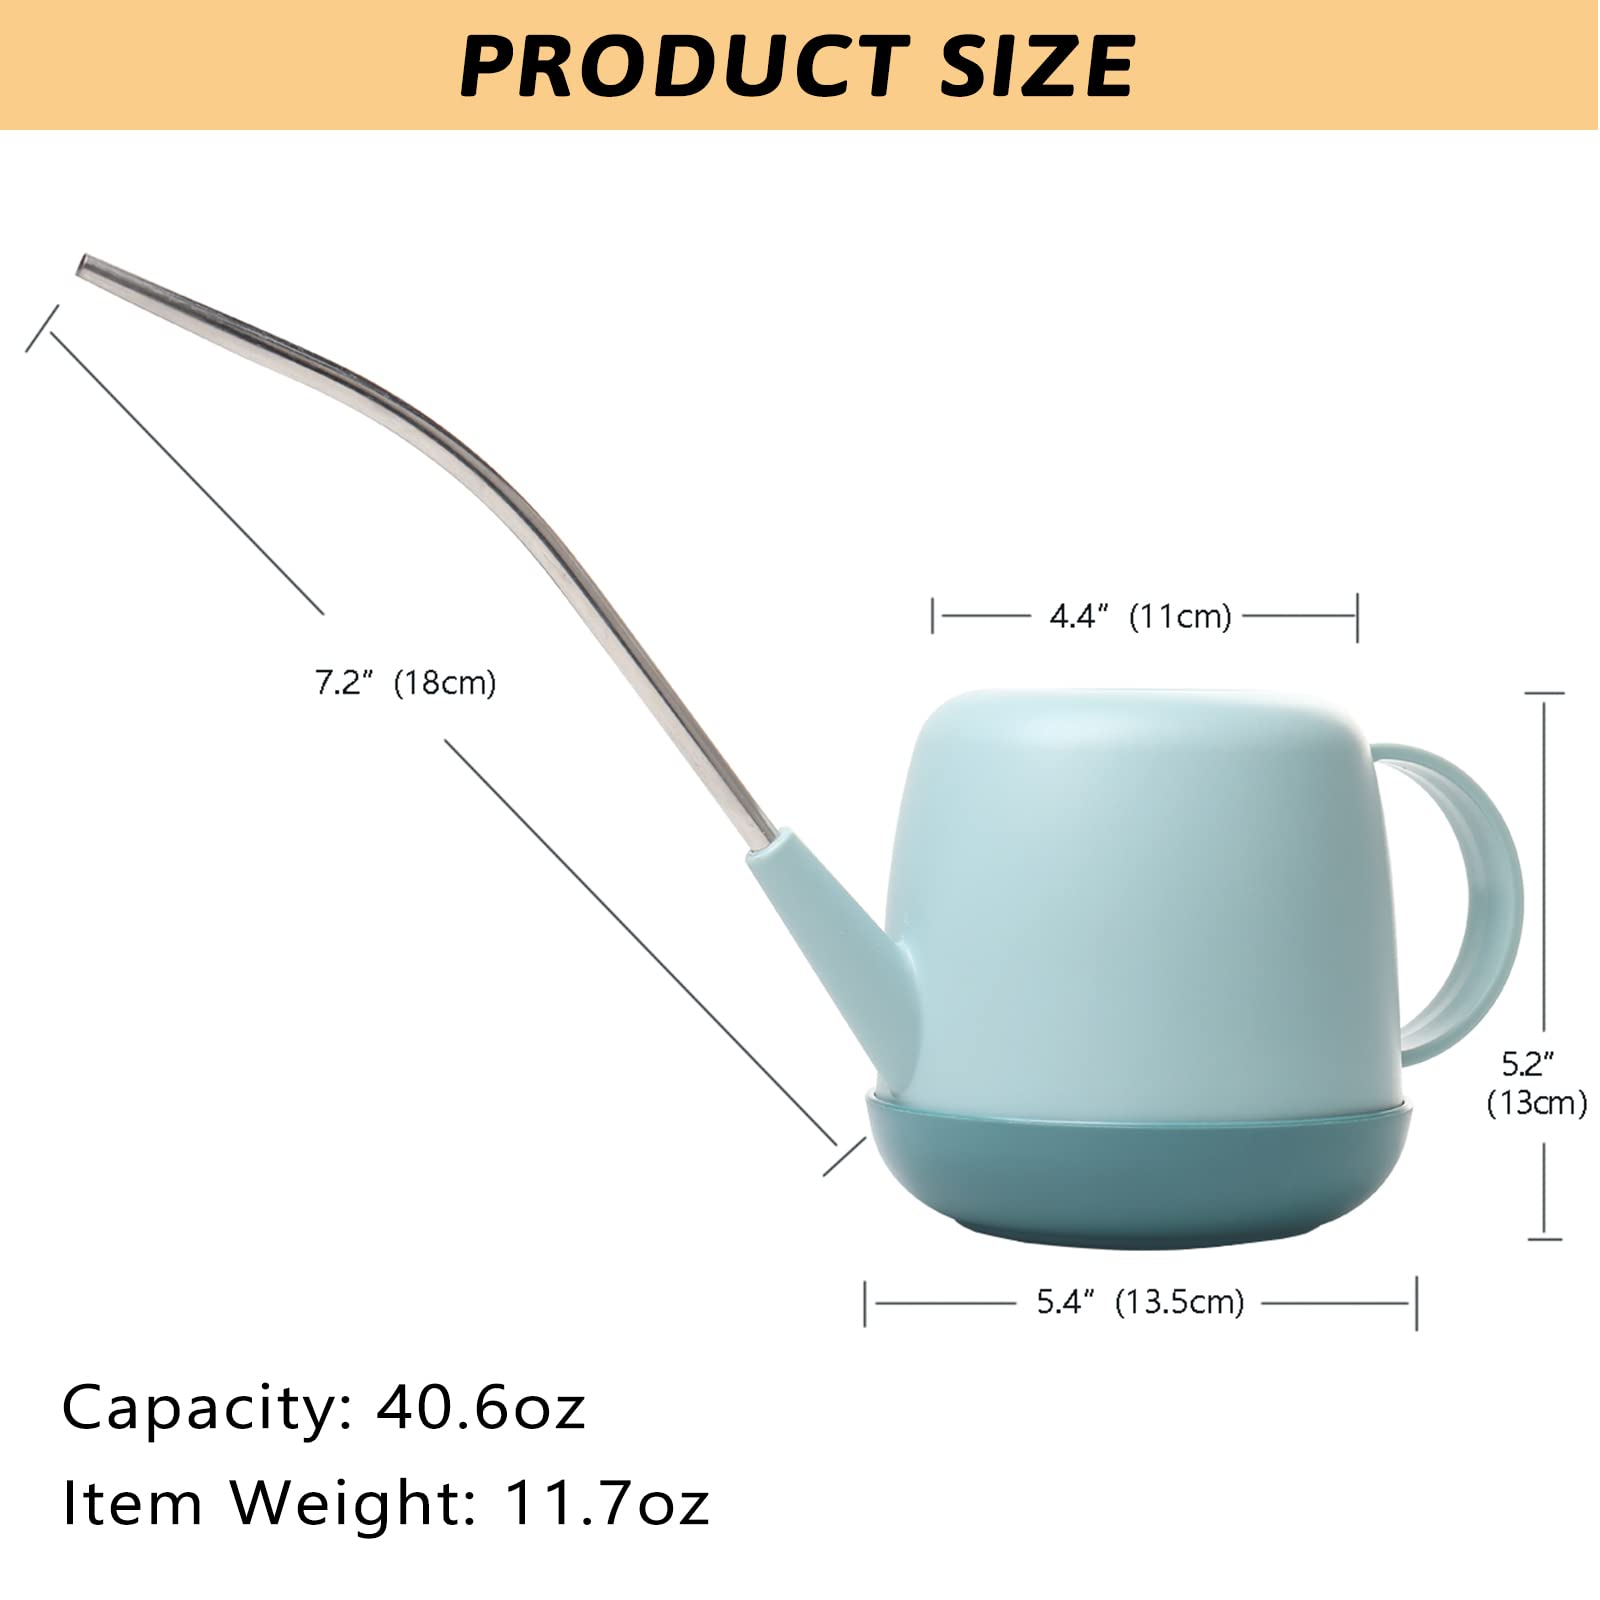 PRODUCT SIZE
4.4" (11cm)
7.2" (18cm)
5.2"
(13cm)
5.4" (13.5cm)
Capacity: 40.6oz
Item Weight: 11.7oz